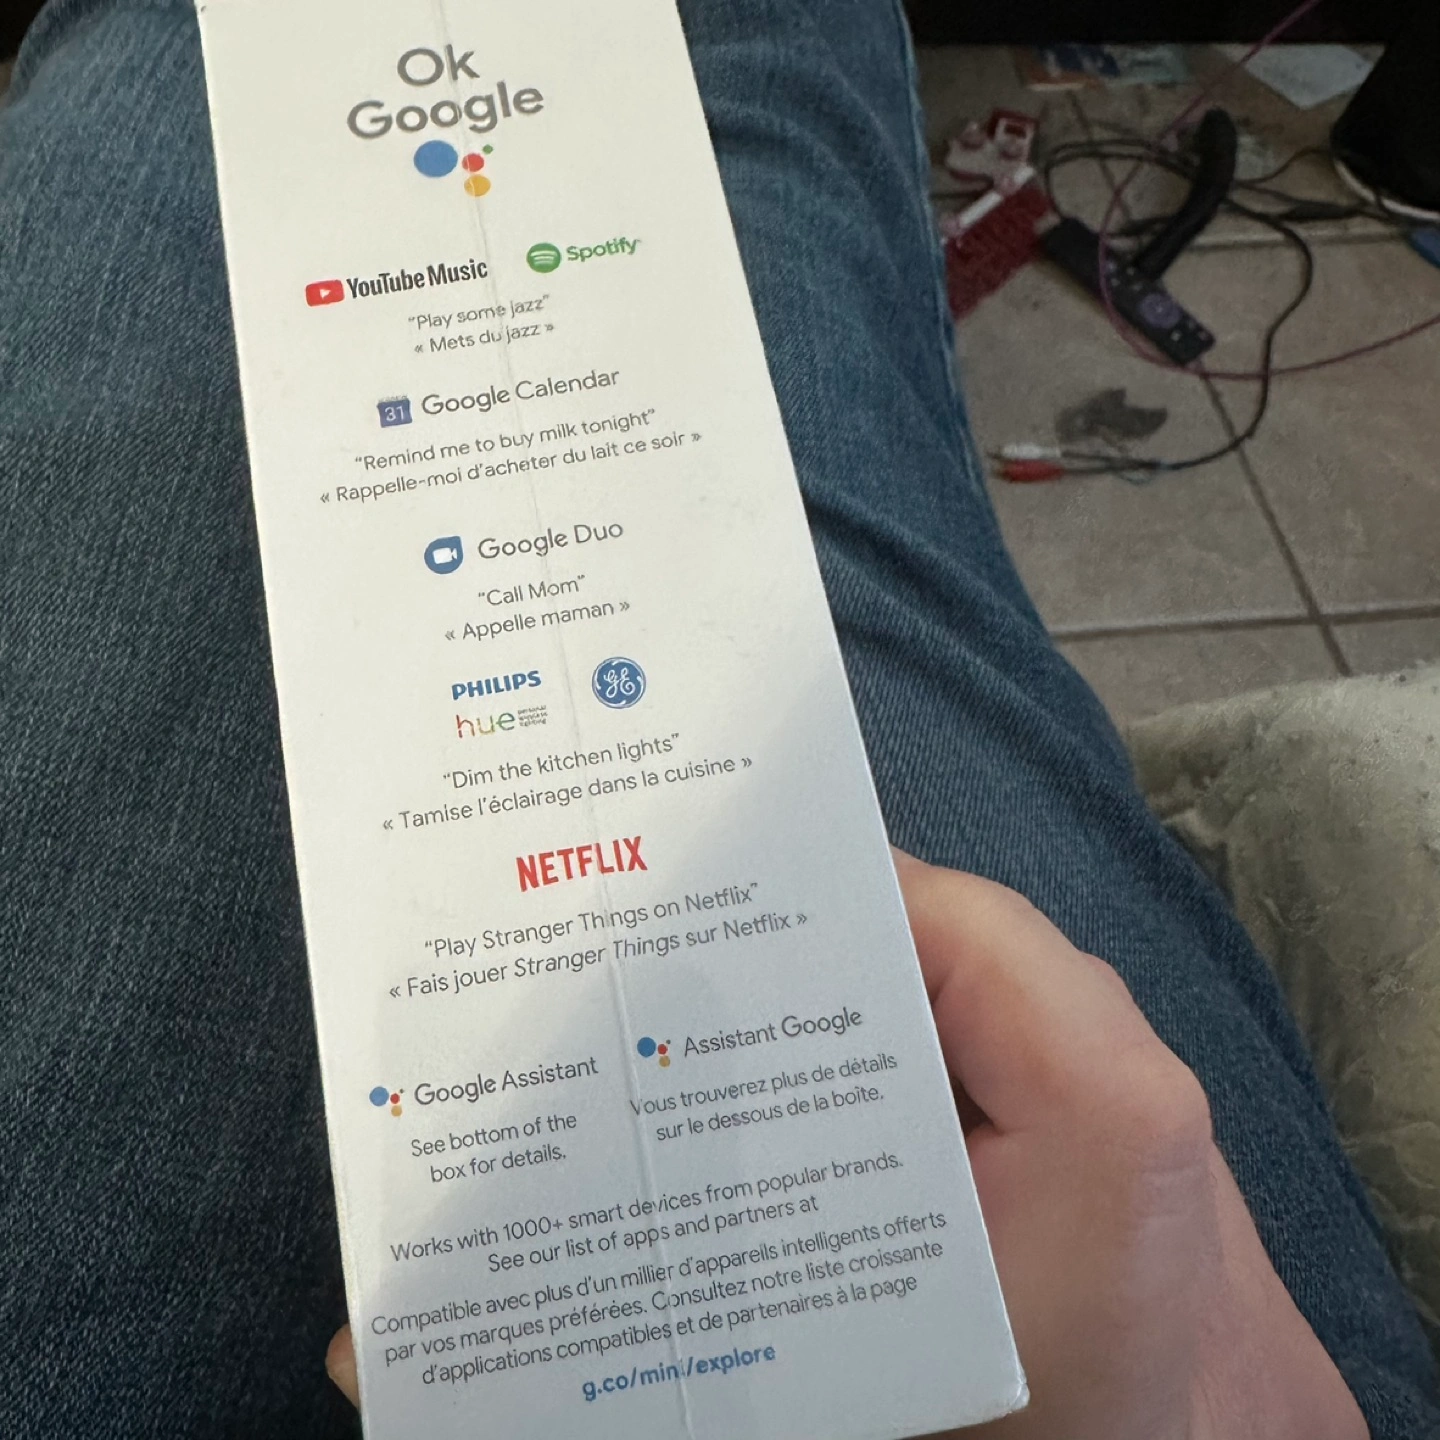 Ok
Google
YouTube Music
Spotify
“Play some jazz”
« Mets du jazz »
31 Google Calendar
“Remind me to buy milk tonight”
« Rappelle-moi d'acheter du lait ce soir »
Google Duo
“Call Mom”
« Appelle maman »
PHILIPS
hue
GE
“Dim the kitchen lights”
« Tamise l'éclairage dans la cuisine »
NETFLIX
“Play Stranger Things on Netflix”
« Fais jouer Stranger Things sur Netflix »
Google Assistant
See bottom of the
box for details.
Assistant Google
Vous trouverez plus de détails
sur le dessous de la boîte.
Works with 1000+ smart devices from popular brands.
See our list of apps and partners at
Compatible avec plus d'un millier d'appareils intelligents offerts
par vos marques préférées. Consultez notre liste croissante
d'applications compatibles et de partenaires à la page
g.co/mini/explore